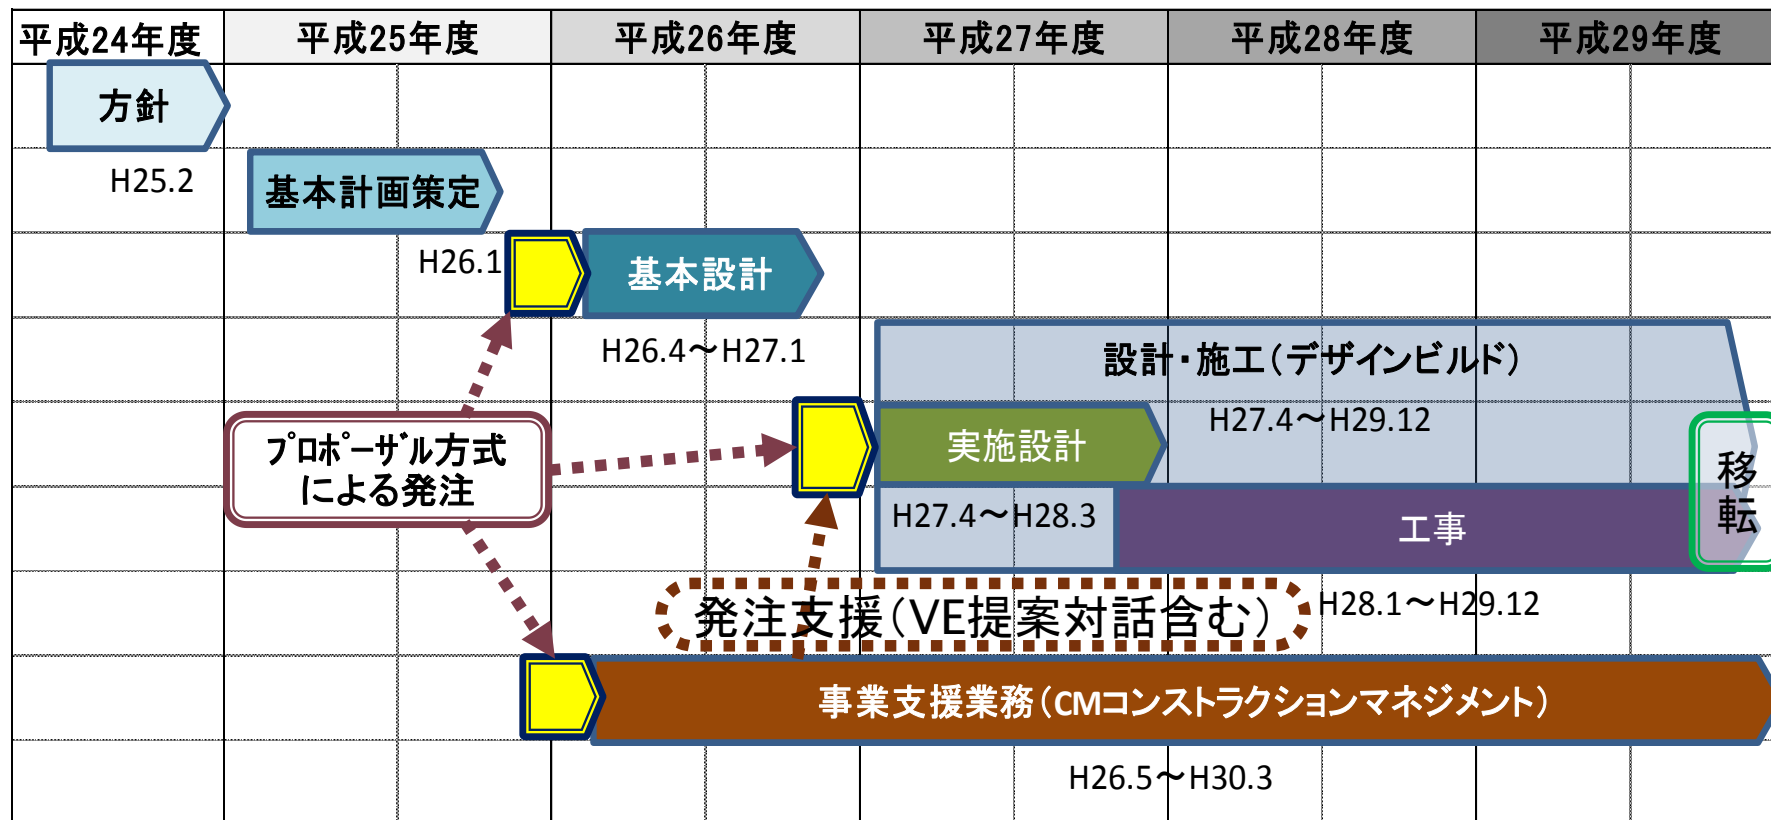 平成24年度
平成25年度
平成26年度
平成27年度
平成28年度
平成29年度
方針
H25.2
基本計画策定
H26.1
基本設計
H26.4～H27.1
設計・施工(デザインビルド)
H27.4～H29.12
ﾌﾟﾛﾎﾟｰｻﾞﾙ方式
による発注
実施設計
H27.4～H28.3
移
転
工事
H28.1～H29.12
発注支援(VE提案対話含む)
事業支援業務(CMコンストラクションマネジメント)
H26.5～H30.3